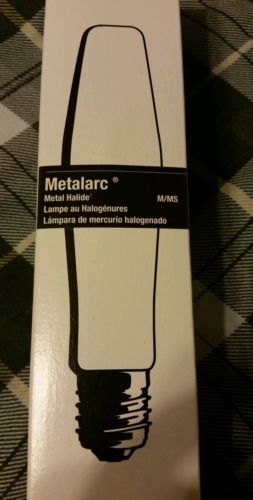 Metalarc ®
Metal Halide
M/MS
Lampe au Halogénures
Lámpara de mercurio halogenado